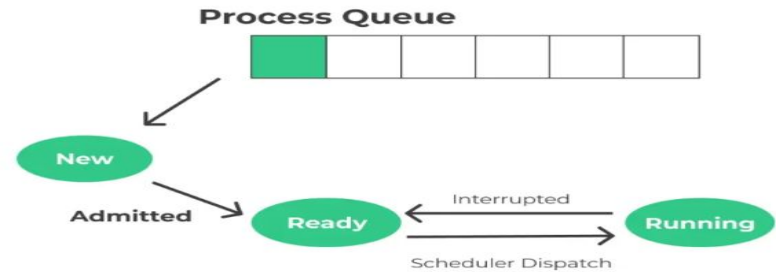 Process Queue
New
Admitted
Ready
Interrupted
Running
Scheduler Dispatch